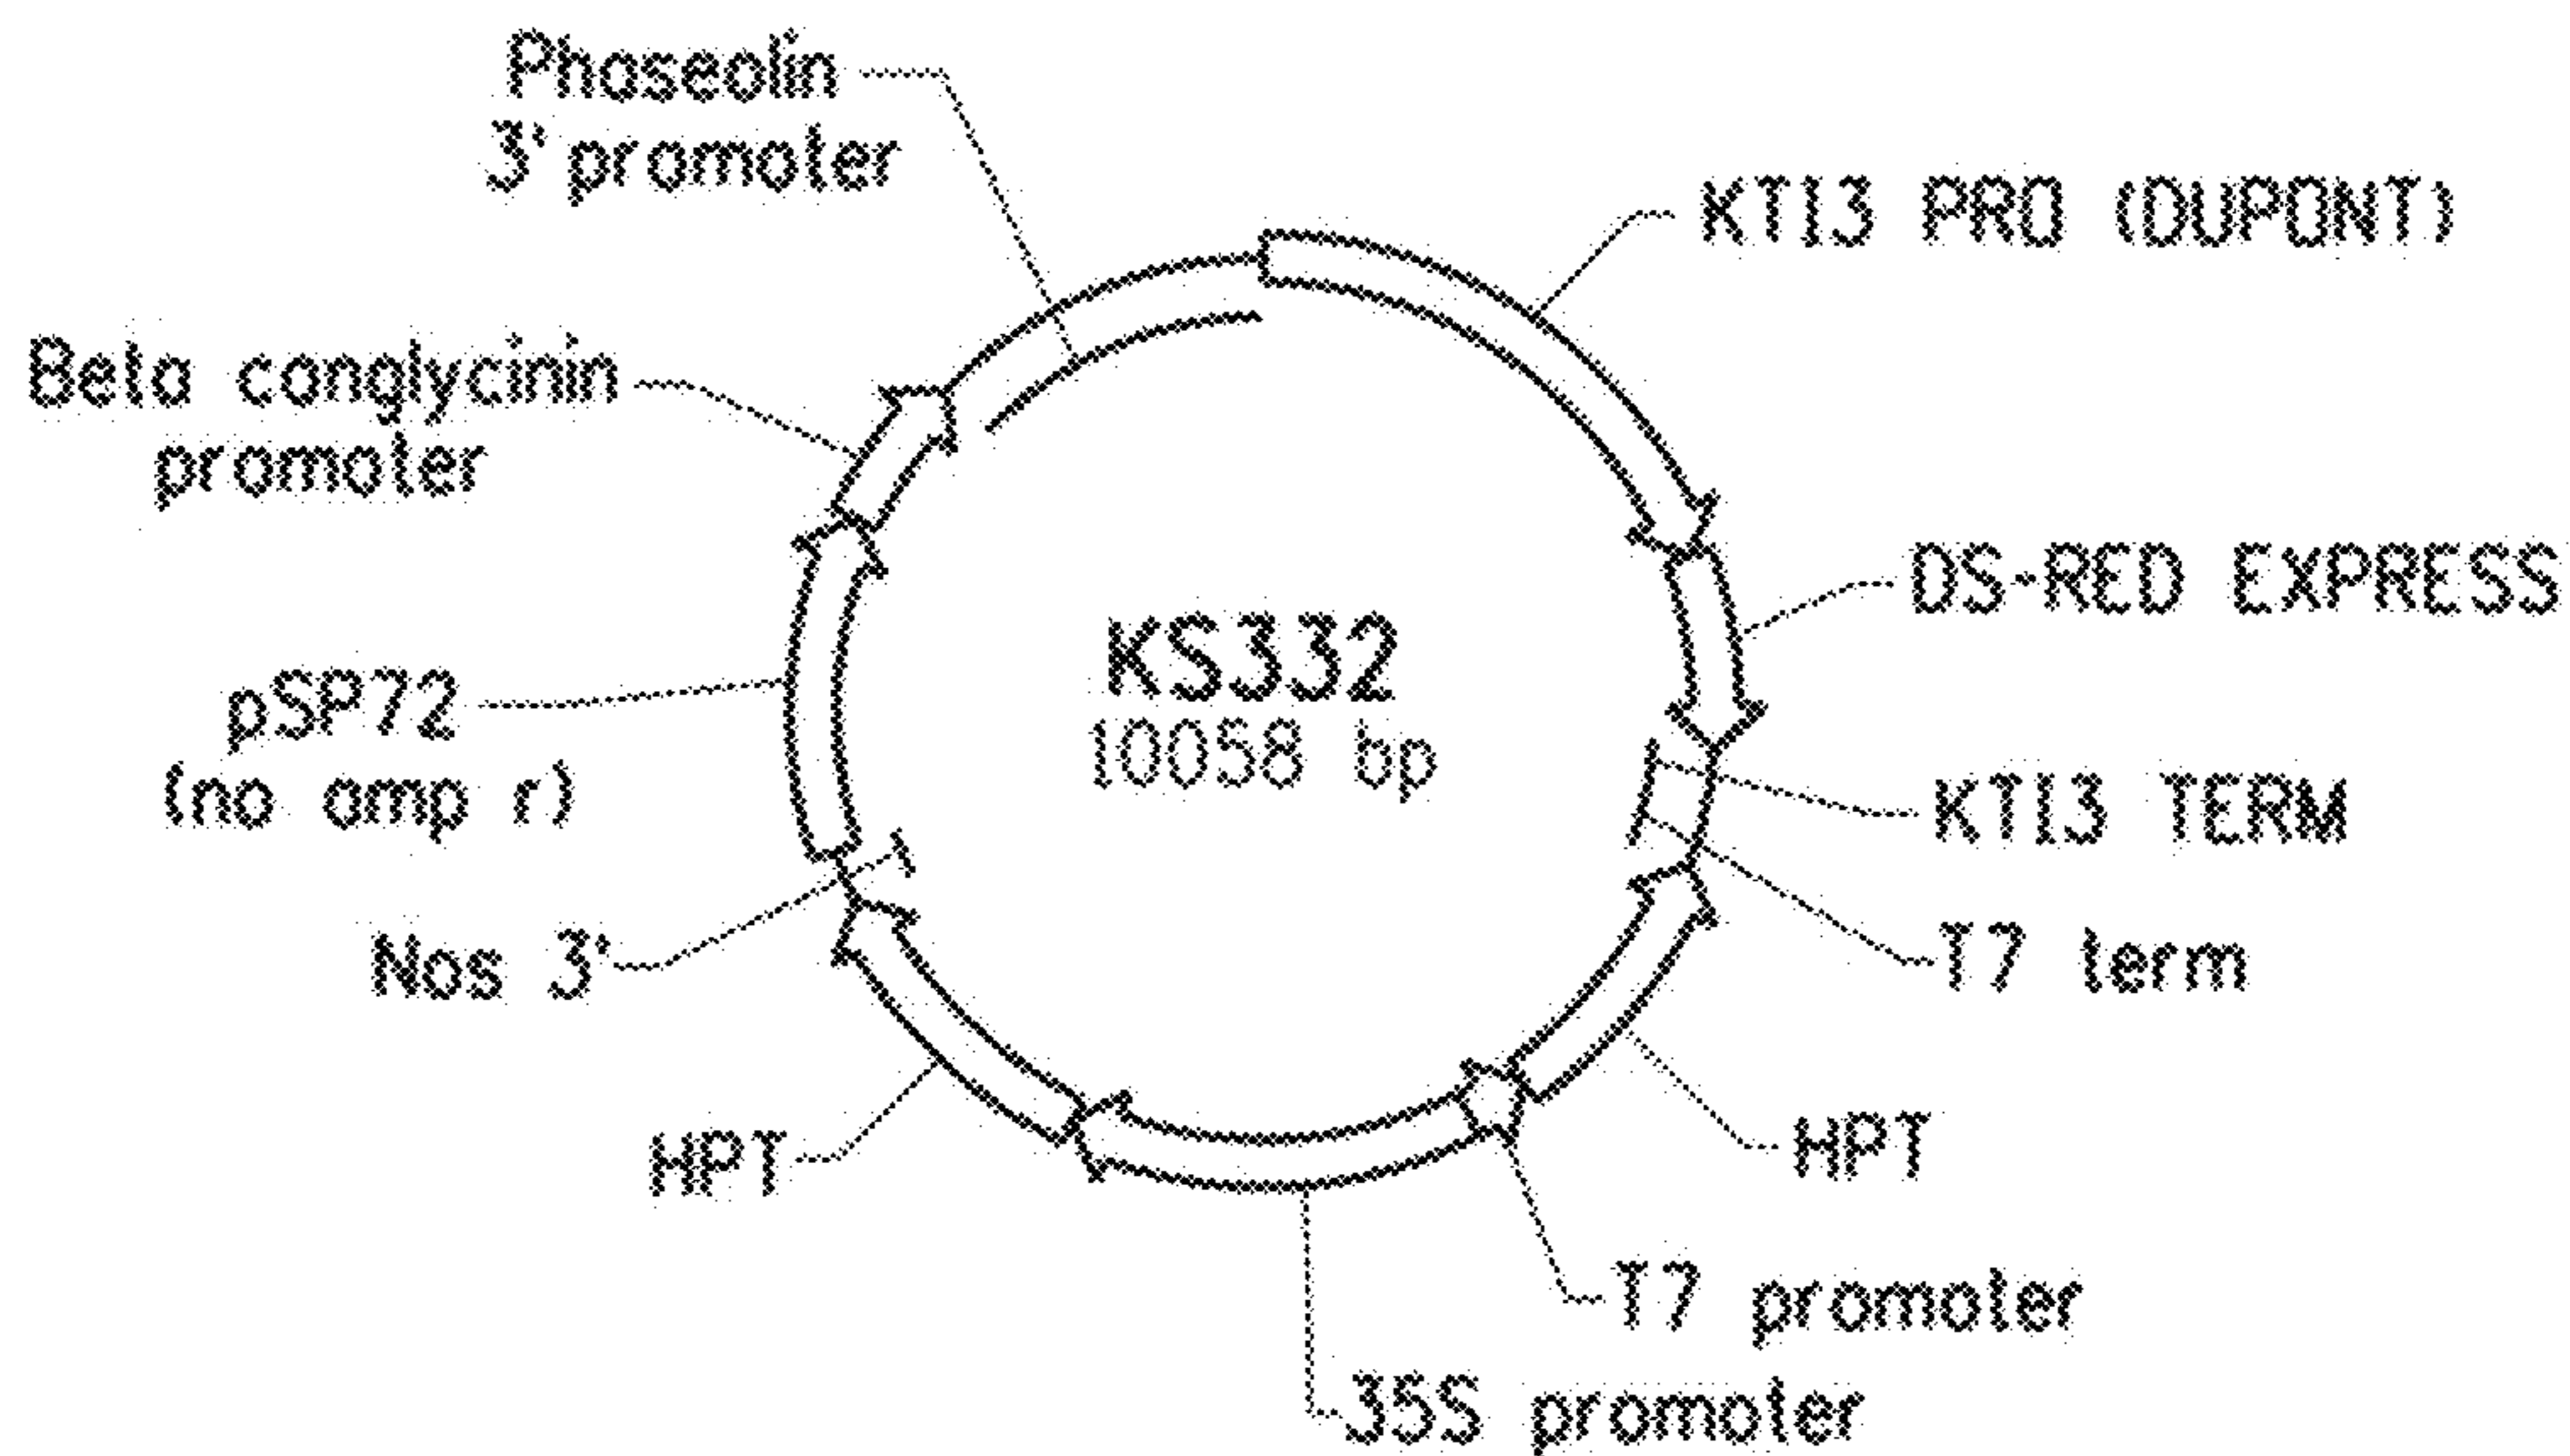 Phaseolin
3' promoter
KTI3 PRO (DUPONT)
Beta conglycinin
promoter
DS-RED EXPRESS
KS332
10058 bp
pSP72
(no amp r)
KTI3 TERM
Nos 3'
T7 term
HPT
HPT
T7 promoter
35S promoter